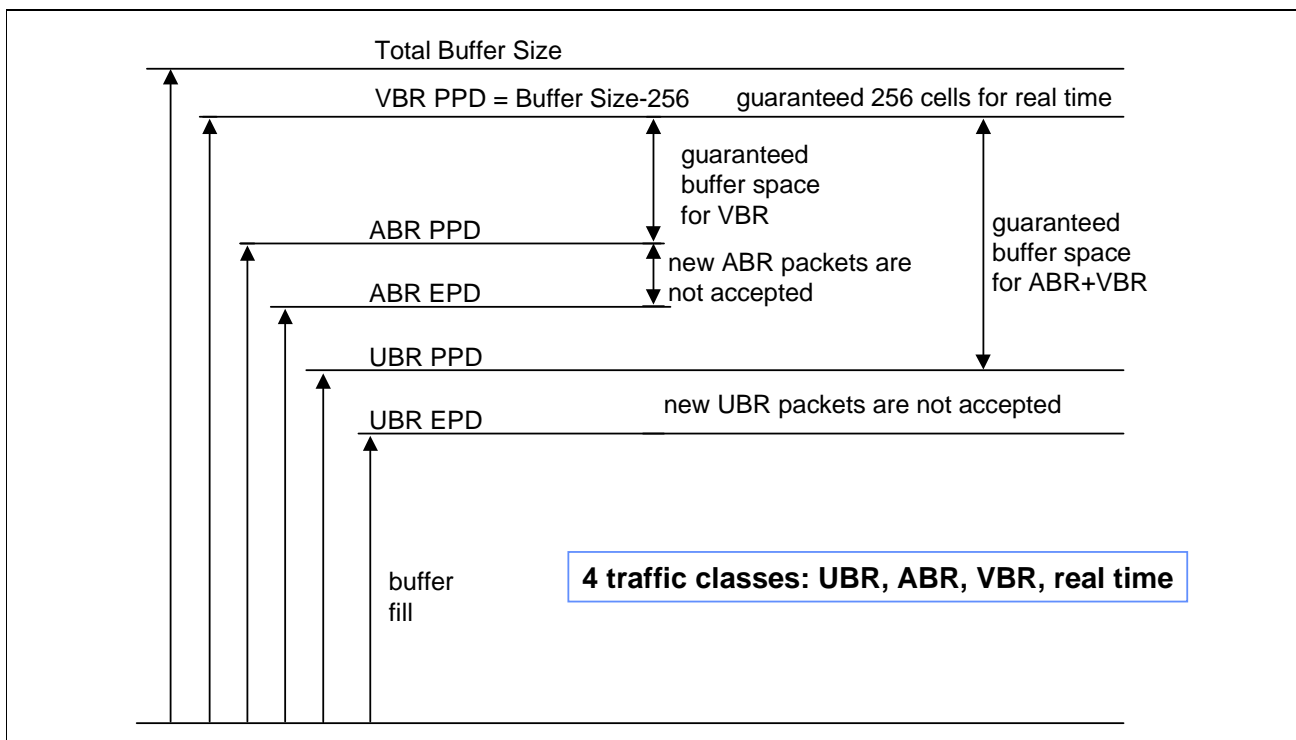 Total Buffer Size
VBR PPD = Buffer Size-256
guaranteed 256 cells for real time
guaranteed
buffer space
for VBR
ABR PPD
guaranteed
buffer space
for ABR+VBR
new ABR packets are
not accepted
ABR EPD
UBR PPD
new UBR packets are not accepted
UBR EPD
buffer
fill
4 traffic classes: UBR, ABR, VBR, real time